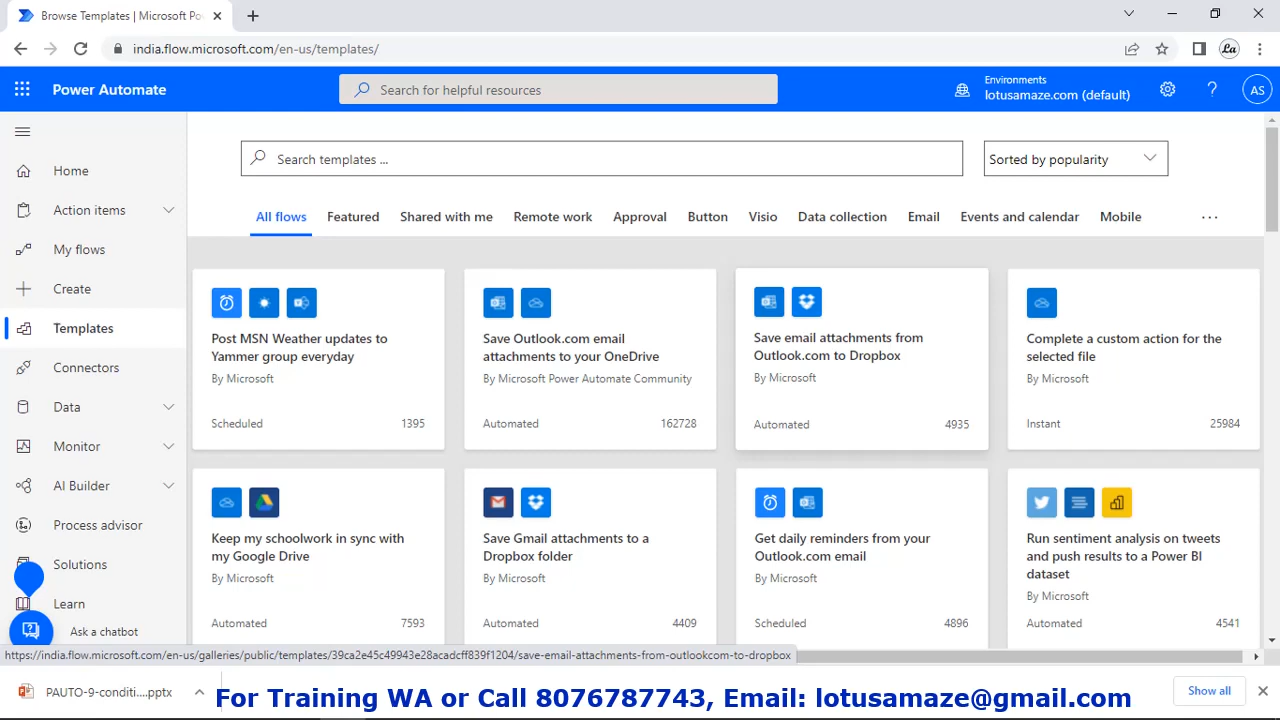 Browse Templates | Microsoft Po
india.flow.microsoft.com/en-us/templates/
La
Power Automate
Search for helpful resources
Environments
lotusamaze.com (default)
AS
Search templates ...
Sorted by popularity
Home
Action items
My flows
Create
Templates
Connectors
Data
Monitor
AI Builder
Process advisor
Solutions
Learn
Ask a chatbot
All flows
Featured
Shared with me
Remote work
Approval
Button
Visio
Data collection
Email
Events and calendar
Mobile
...
Post MSN Weather updates to
Yammer group everyday
By Microsoft
Scheduled
1395
Save Outlook.com email
attachments to your OneDrive
By Microsoft Power Automate Community
Automated
162728
Save email attachments from
Outlook.com to Dropbox
By Microsoft
Automated
4935
Complete a custom action for the
selected file
By Microsoft
Instant
25984
Keep my schoolwork in sync with
my Google Drive
By Microsoft
Automated
7593
Save Gmail attachments to a
Dropbox folder
By Microsoft
Automated
4409
Get daily reminders from your
Outlook.com email
By Microsoft
Scheduled
4896
Run sentiment analysis on tweets
and push results to a Power BI
dataset
By Microsoft
Automated
4541
https://india.flow.microsoft.com/en-us/galleries/public/templates/39ca2e45c49943e28acadcff839f1204/save-email-attachments-from-outlookcom-to-dropbox
PAUTO-9-conditi....pptx
For Training WA or Call 8076787743, Email: lotusamaze@gmail.com
Show all